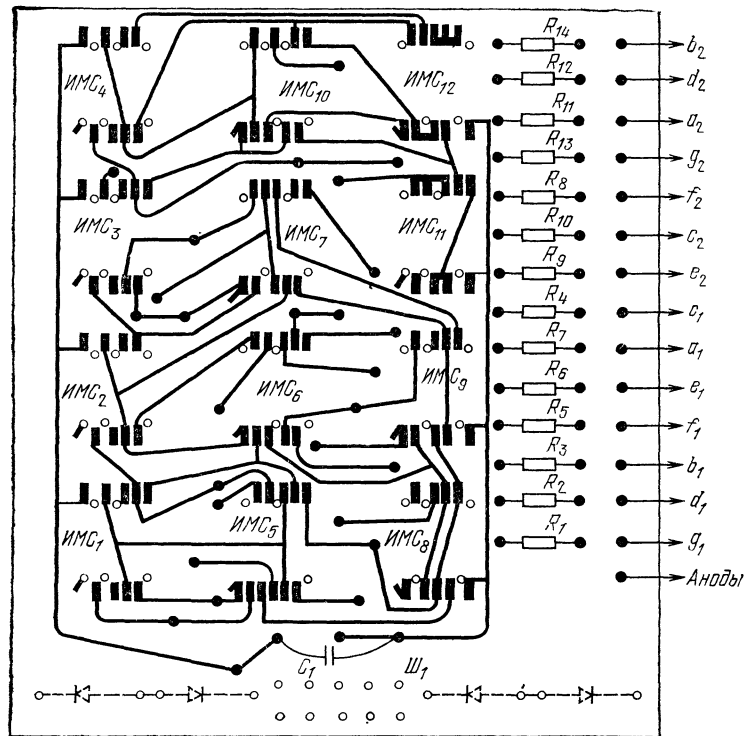 R₁₄ b₂
ИМС₄ ИМС₁₀ ИМС₁₂ R₁₂ d₂
R₁₁ a₂
R₁₃ g₂
R₈ f₂
ИМС₃ ИМС₇ ИМС₁₁ R₁₀ c₂
R₉ e₂
R₄ c₁
R₇ a₁
ИМС₂ ИМС₆ ИМС₉ R₆ e₁
R₅ f₁
R₃ b₁
R₂ d₁
ИМС₁ ИМС₅ ИМС₈ R₁ g₁
Аноды
C₁ Ш₁